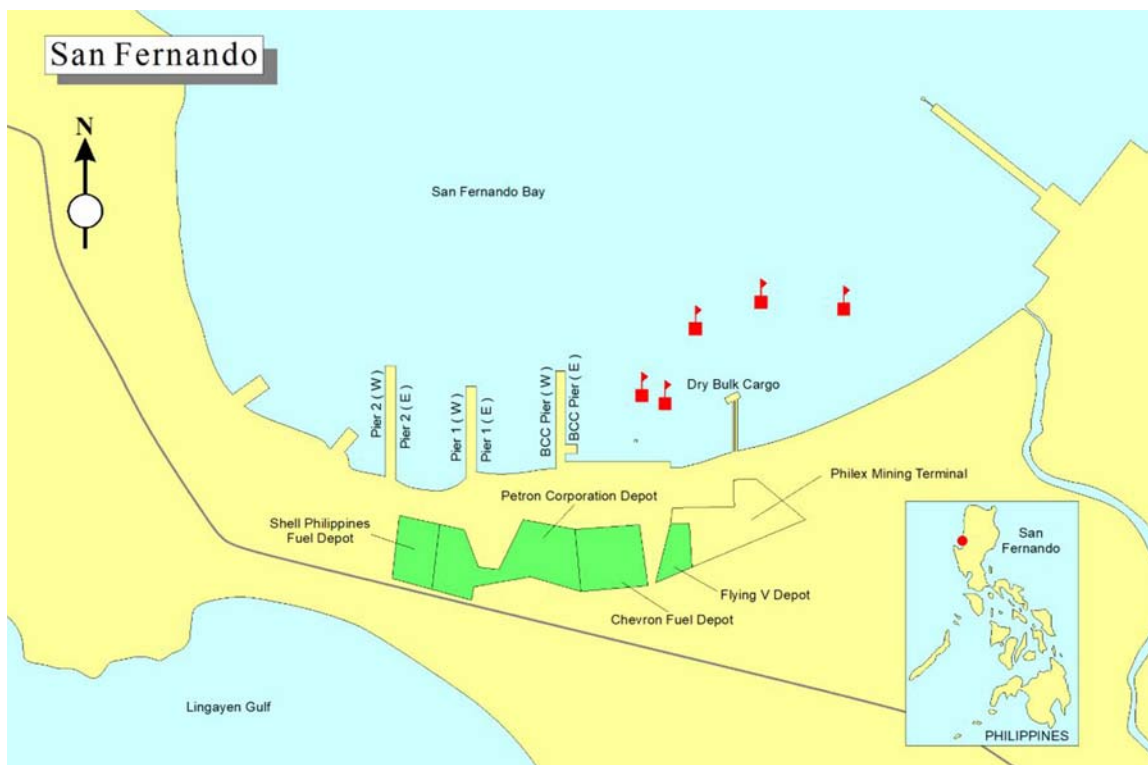 San Fernando
N
San Fernando Bay
Pier 2 ( W )
Pier 2 ( E )
Pier 1 ( W )
Pier 1 ( E )
BCC Pier ( W )
BCC Pier ( E )
Dry Bulk Cargo
Philex Mining Terminal
Petron Corporation Depot
Shell Philippines
Fuel Depot
Flying V Depot
Chevron Fuel Depot
Lingayen Gulf
San
Fernando
PHILIPPINES